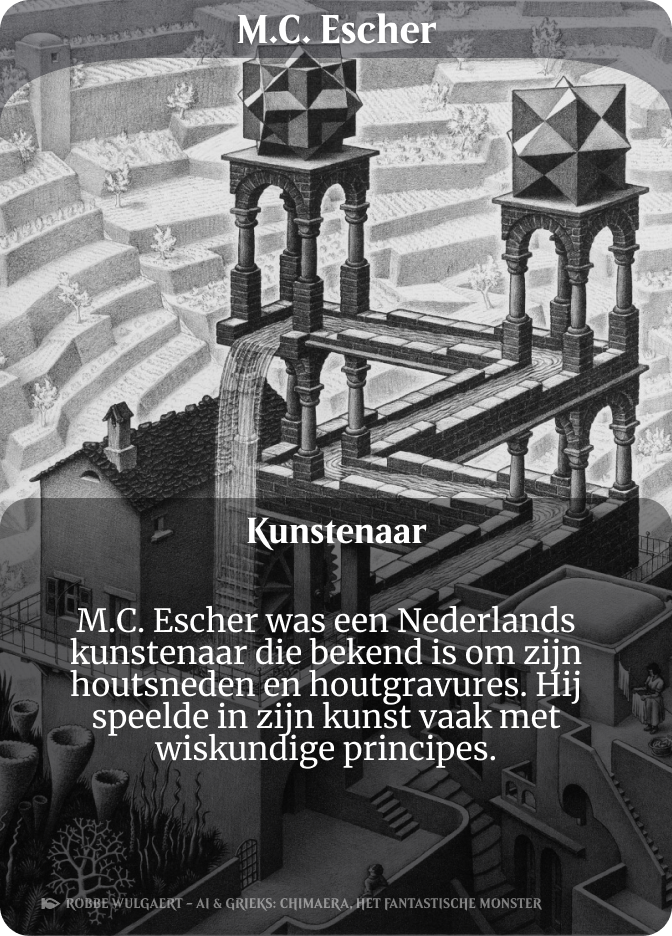 M.C. Escher
Kunstenaar
M.C. Escher was een Nederlands
kunstenaar die bekend is om zijn
houtsneden en houtgravures. Hij
speelde in zijn kunst vaak met
wiskundige principes.
ROBBE WULGAERT – AI & GRIEKS: CHIMAERA, HET FANTASTISCHE MONSTER